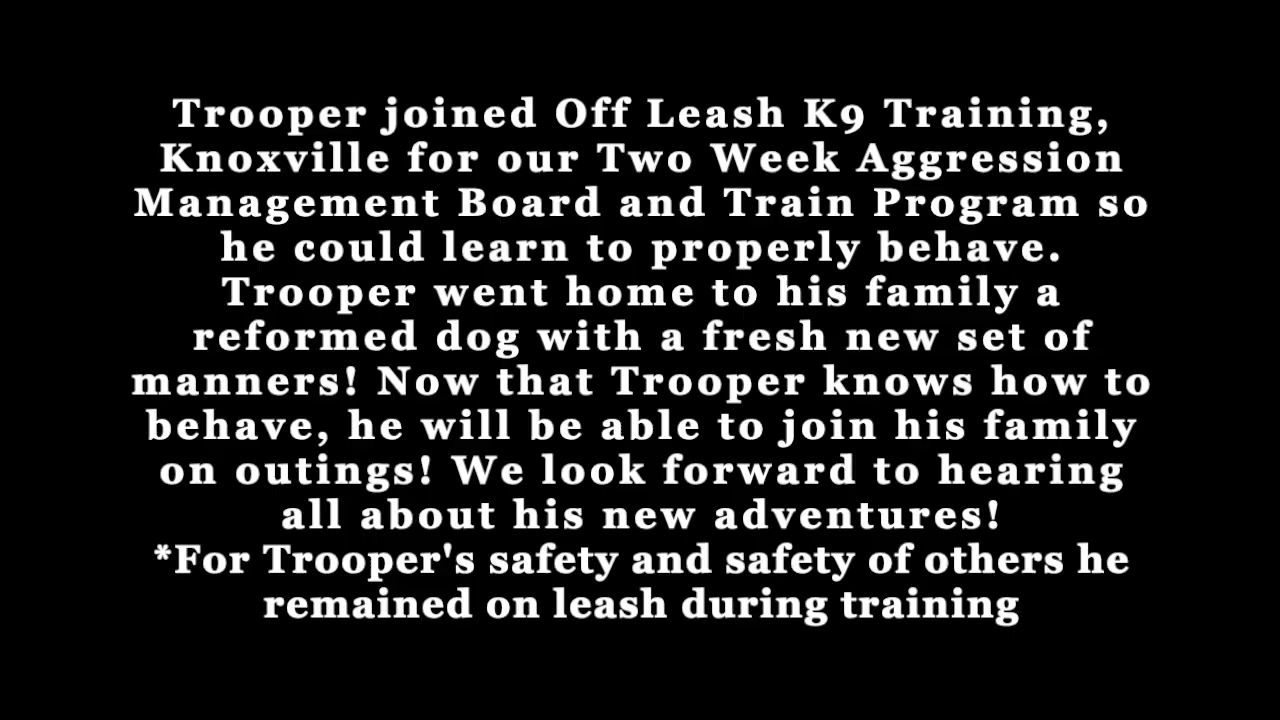 Trooper joined Off Leash K9 Training,
Knoxville for our Two Week Aggression
Management Board and Train Program so
he could learn to properly behave.
Trooper went home to his family a
reformed dog with a fresh new set of
manners! Now that Trooper knows how to
behave, he will be able to join his family
on outings! We look forward to hearing
all about his new adventures!
*For Trooper's safety and safety of others he
remained on leash during training